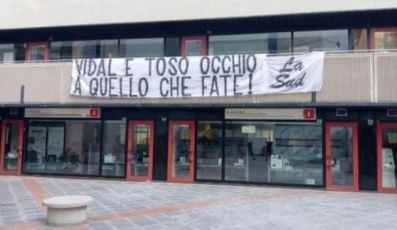 VIDAL E TOSO OCCHIO
A QUELLO CHE FATE!
La
Sud